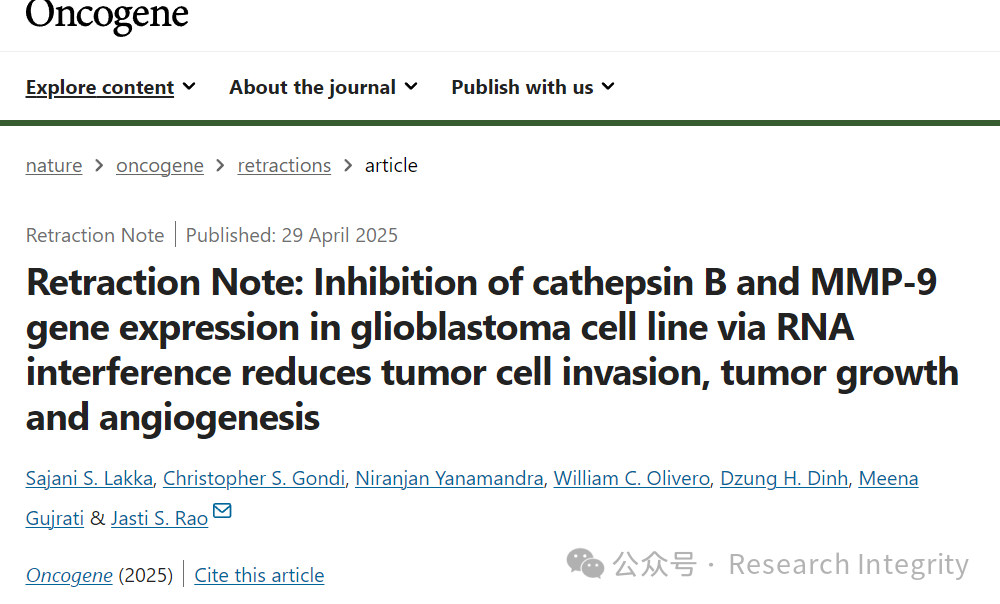 Oncogene
Explore content About the journal Publish with us
nature > oncogene > retractions > article
Retraction Note | Published: 29 April 2025
Retraction Note: Inhibition of cathepsin B and MMP-9
gene expression in glioblastoma cell line via RNA
interference reduces tumor cell invasion, tumor growth
and angiogenesis
Sajani S. Lakka, Christopher S. Gondi, Niranjan Yanamandra, William C. Olivero, Dzung H. Dinh, Meena
Gujrati & Jasti S. Rao
Oncogene (2025) | Cite this article
公众号 · Research Integrity